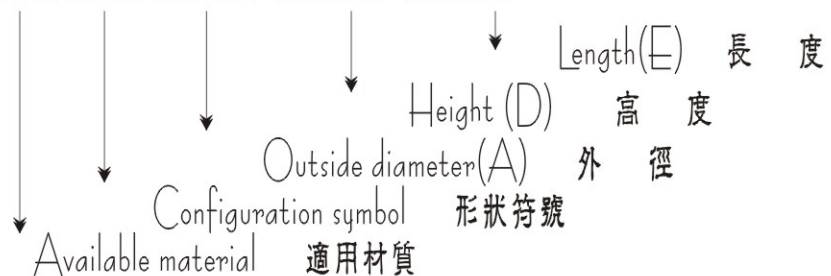 Length(E) 長 度
Height (D) 高 度
Outside diameter(A) 外 徑
Configuration symbol 形狀符號
Available material 適用材質